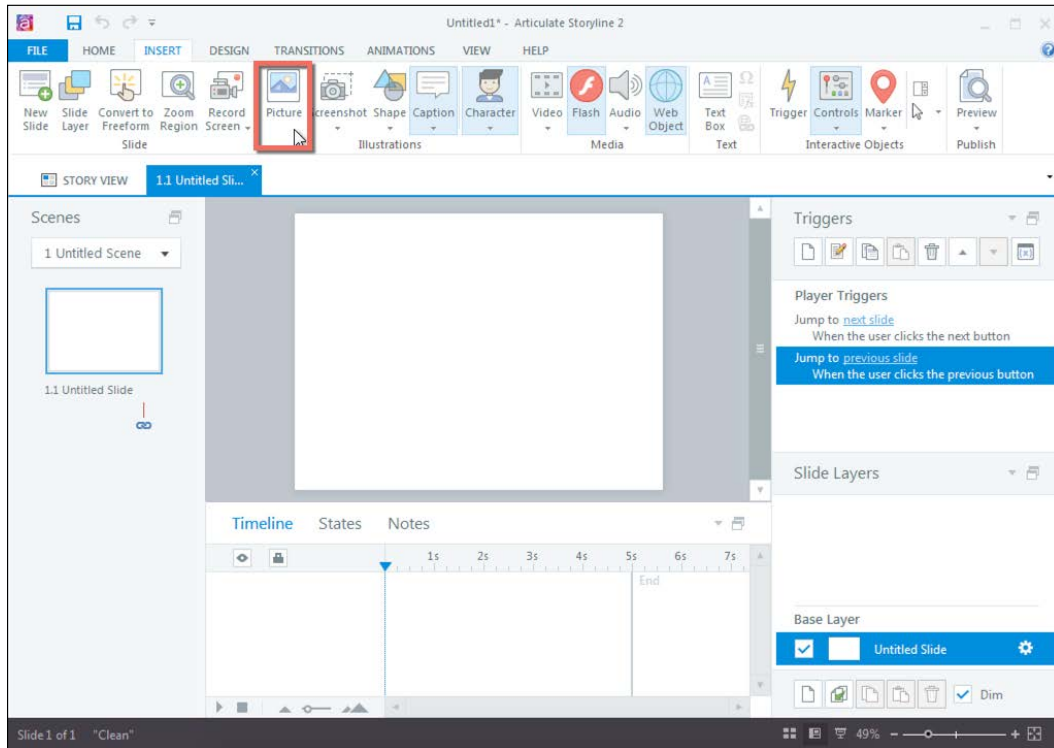 Untitled1* - Articulate Storyline 2
FILE HOME INSERT DESIGN TRANSITIONS ANIMATIONS VIEW HELP
New Slide Slide Layer Convert to Freeform Zoom Region Record Screen Picture Screenshot Shape Caption Character Video Flash Audio Web Object Text Box Trigger Controls Marker Preview
Slide Illustrations Media Text Interactive Objects Publish
STORY VIEW 1.1 Untitled Sli...
Scenes
1 Untitled Scene
1.1 Untitled Slide
Timeline States Notes
1s 2s 3s 4s 5s 6s 7s
End
Triggers
Player Triggers
Jump to next slide
When the user clicks the next button
Jump to previous slide
When the user clicks the previous button
Slide Layers
Base Layer
Untitled Slide
Dim
Slide 1 of 1 "Clean" 49%